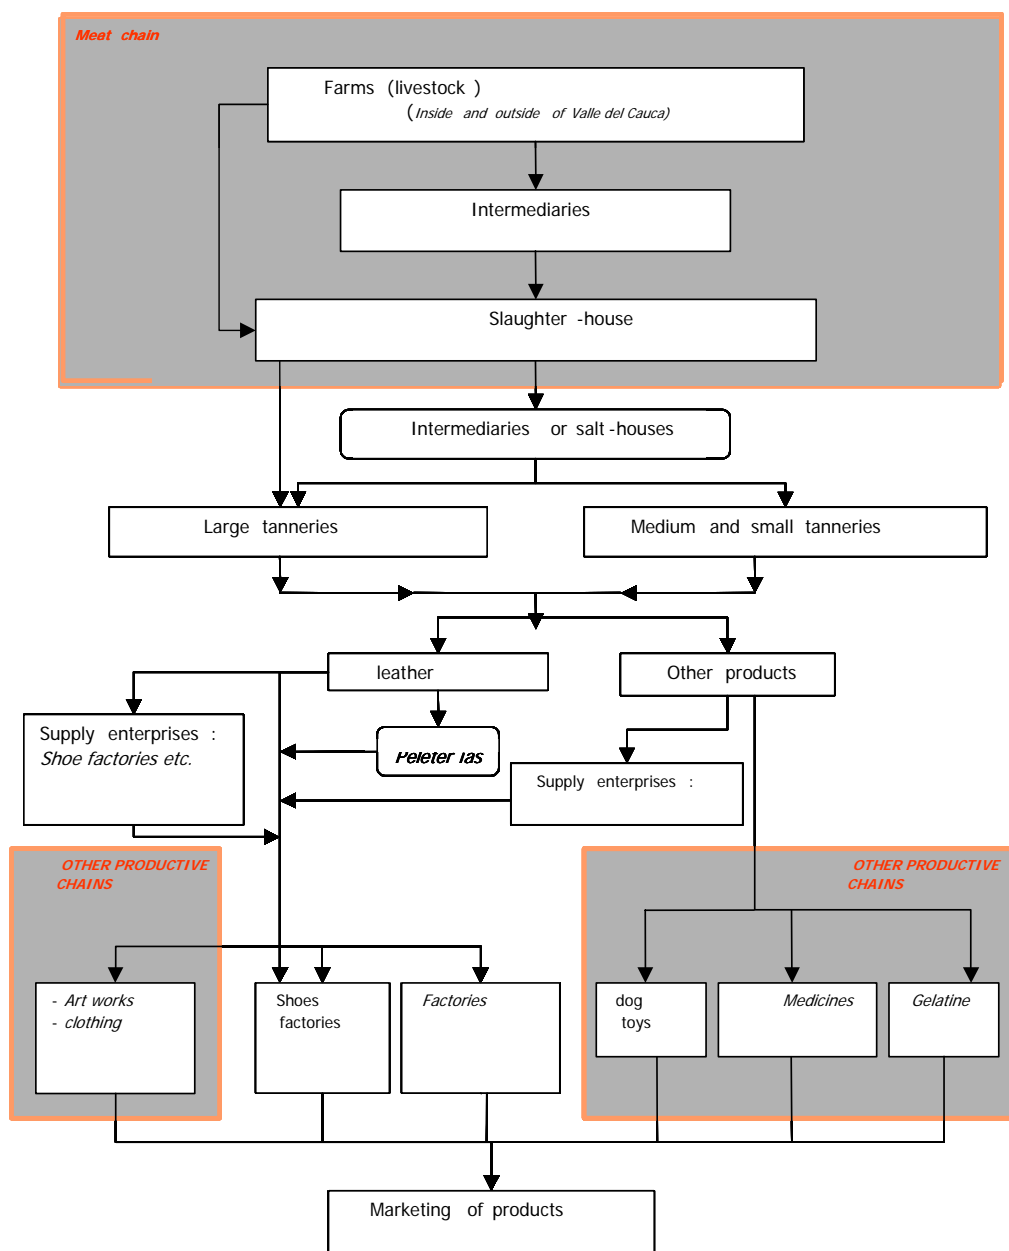 Meet chain
Farms (livestock )
(Inside and outside of Valle del Cauca)
Intermediaries
Slaughter -house
Intermediaries or salt -houses
Large tanneries
Medium and small tanneries
leather
Other products
Supply enterprises :
Shoe factories etc.
Peleter ias
Supply enterprises :
OTHER PRODUCTIVE
CHAINS
OTHER PRODUCTIVE
CHAINS
- Art works
- clothing
Shoes
factories
Factories
dog
toys
Medicines
Gelatine
Marketing of products